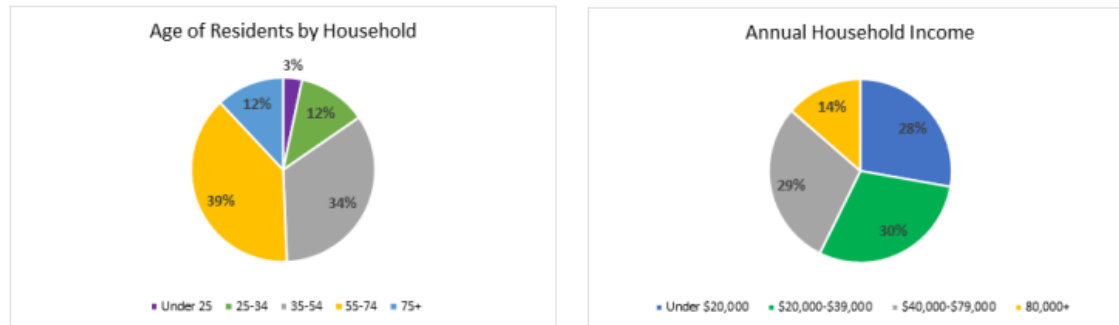 Age of Residents by Household
3%
12%
12%
39%
34%
Under 25 25-34 35-54 55-74 75+
Annual Household Income
14%
28%
29%
30%
Under $20,000 $20,000-$39,000 $40,000-$79,000 80,000+